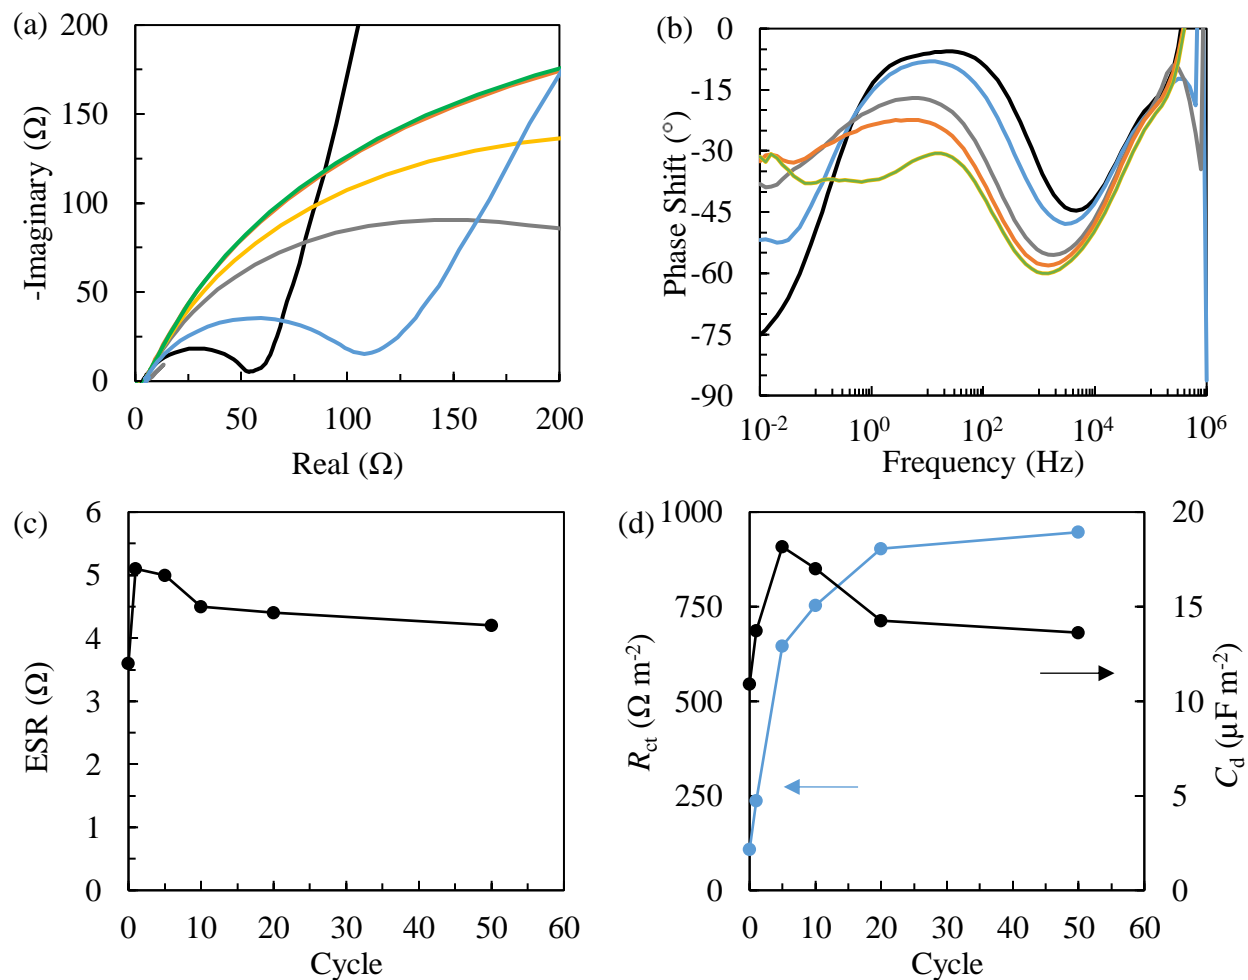 (a)
200
150
100
50
0
-Imaginary (Ω)
0 50 100 150 200
Real (Ω)
(b)
0
-15
-30
-45
-60
-75
-90
Phase Shift (°)
10-2 100 102 104 106
Frequency (Hz)
(c)
6
5
4
3
2
1
0
ESR (Ω)
0 10 20 30 40 50 60
Cycle
(d)
1000
750
500
250
0
Rct (Ω m-2)
20
15
10
5
0
Cd (µF m-2)
0 10 20 30 40 50 60
Cycle